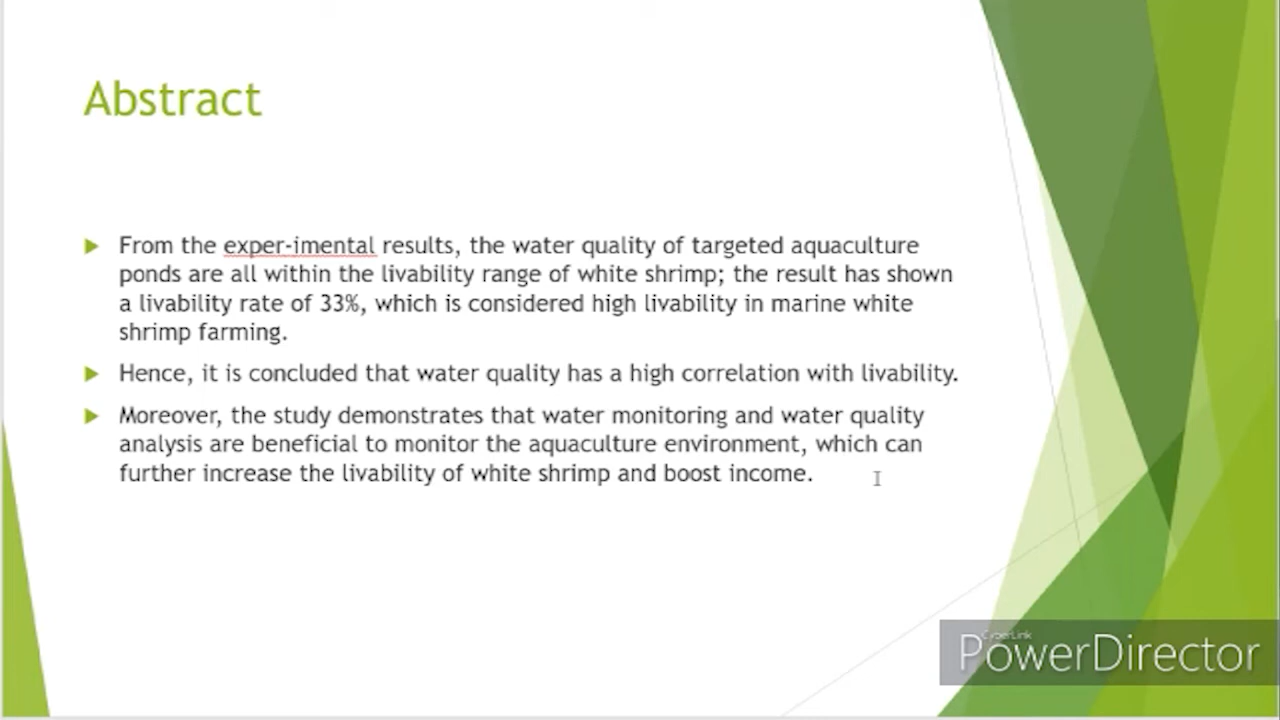 Abstract
From the exper-imental results, the water quality of targeted aquaculture
ponds are all within the livability range of white shrimp; the result has shown
a livability rate of 33%, which is considered high livability in marine white
shrimp farming.
Hence, it is concluded that water quality has a high correlation with livability.
Moreover, the study demonstrates that water monitoring and water quality
analysis are beneficial to monitor the aquaculture environment, which can
further increase the livability of white shrimp and boost income.
CyberLink
PowerDirector